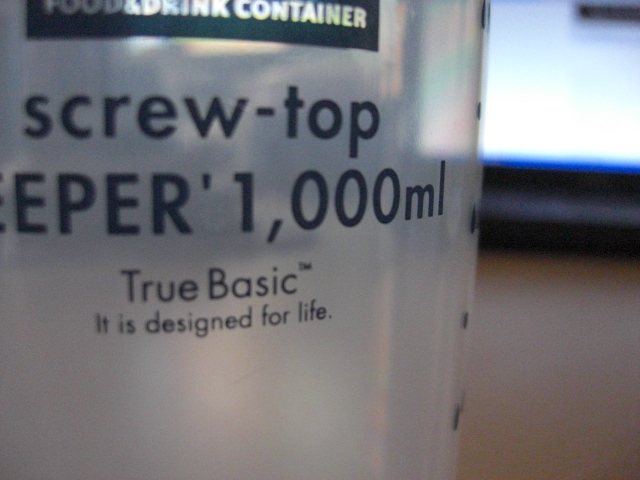 FOOD&DRINK CONTAINER
screw-top
EEPER' 1,000ml
True Basic™
It is designed for life.